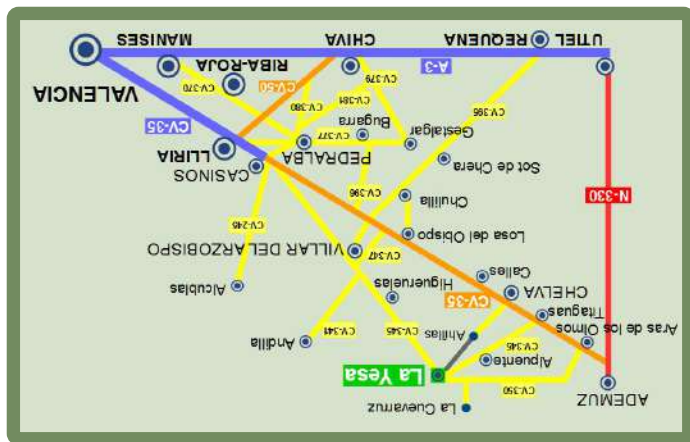 La Cuevarruz
ADEMUZ
CV-350
La Yesa
Alpuente
CV-345
Ahillas
Aras de los Olmos
Titaguas
CHELVA
Calles
CV-35
Andilla
CV-341
CV-345
Higueruelas
Alcublas
VILLAR DEL ARZOBISPO
CV-347
Losa del Obispo
CV-245
Chulilla
N-330
CV-396
Sot de Chera
CASINOS
LLIRIA
PEDRALBA
Gestalgar
CV-377
Bugarra
CV-395
CV-35
VALENCIA
CV-380
CV-381
CV-370
CV-50
CV-379
RIBA-ROJA
A-3
MANISES
CHIVA
REQUENA
UTIEL